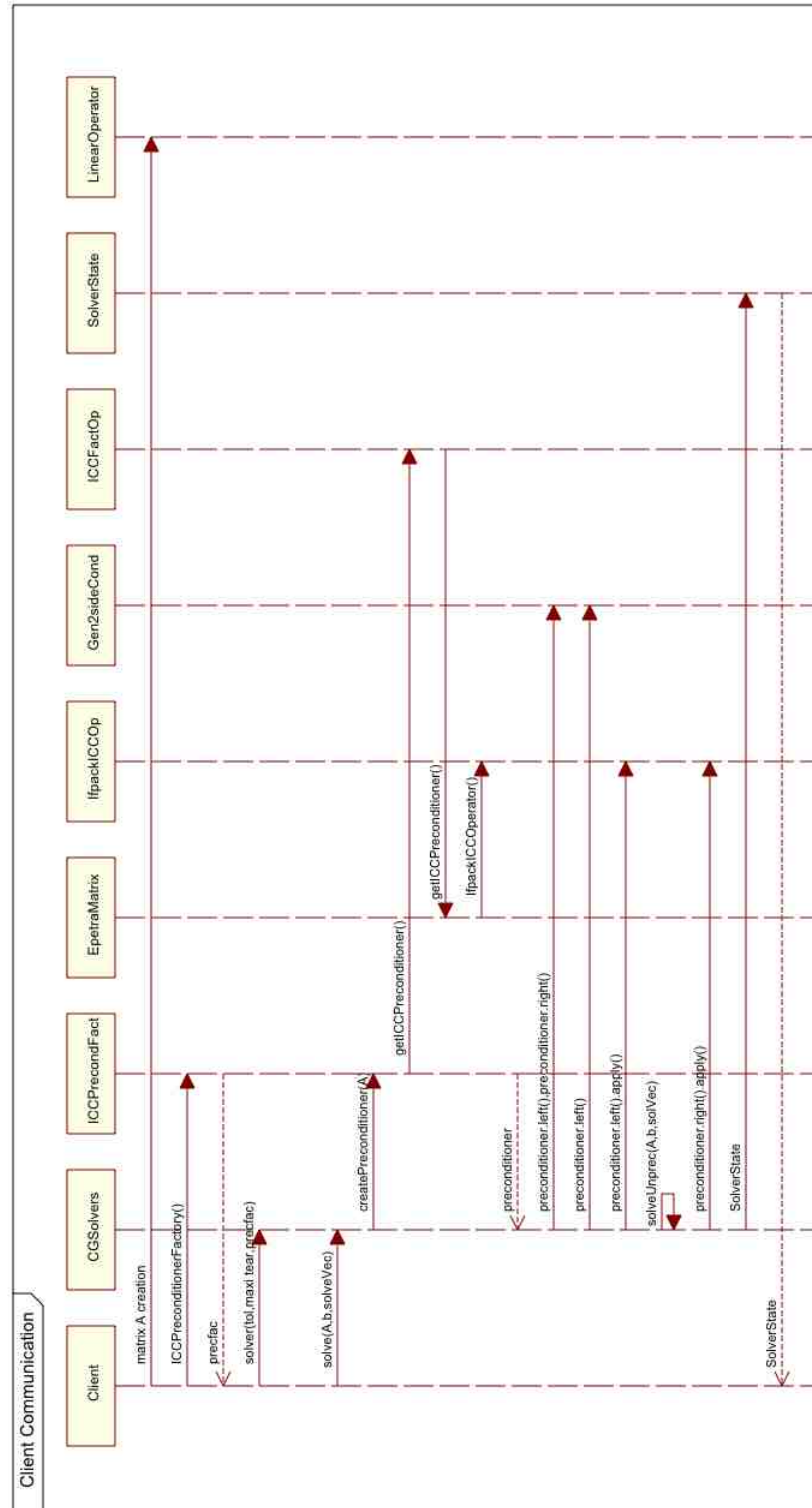 Client Communication
Client
CGSolvers
ICCPrecondFact
EpetraMatrix
IfpackICCOp
Gen2sideCond
ICCFactOp
SolverState
LinearOperator
matrix A creation
ICCPreconditionerFactory()
precfac
solver(tol,maxi tear,precfac)
solve(A,b,solveVec)
createPreconditioner(A)
getICCPreconditioner()
getICCPreconditioner()
IfpackICCOperator()
preconditioner
preconditioner.left(),preconditioner.right()
preconditioner.left()
preconditioner.left().apply()
solveUnprec(A,b,solVec)
preconditioner.right().apply()
SolverState
SolverState